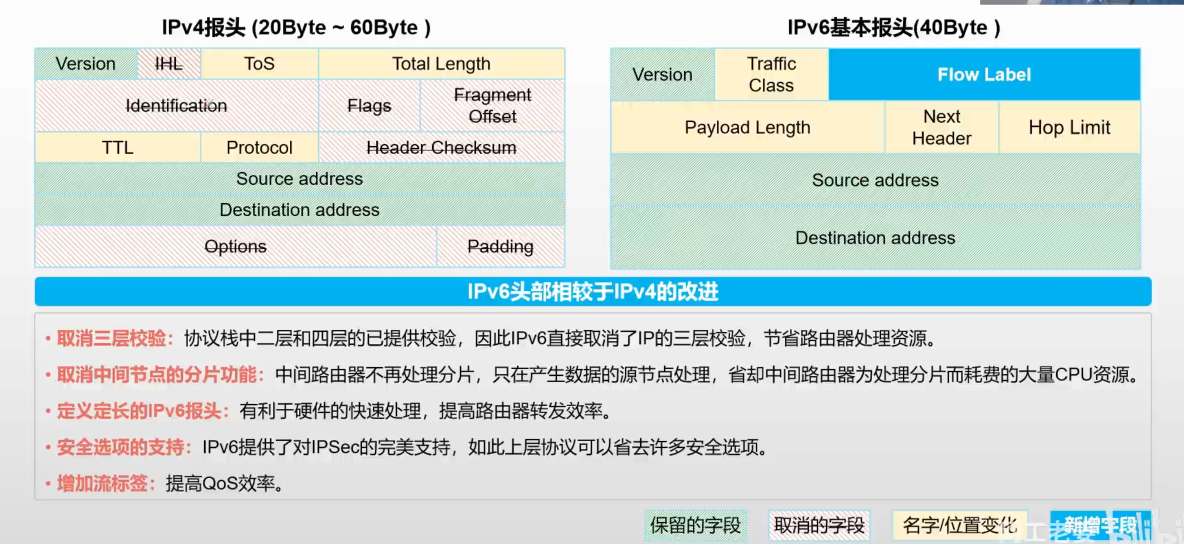 IPv4报头 (20Byte ~ 60Byte )
Version IHL ToS Total Length
Identification Flags Fragment Offset
TTL Protocol Header Checksum
Source address
Destination address
Options Padding
IPv6基本报头(40Byte )
Version Traffic Class Flow Label
Payload Length Next Header Hop Limit
Source address
Destination address
IPv6头部相较于IPv4的改进
• 取消三层校验：协议栈中二层和四层的已提供校验，因此IPv6直接取消了IP的三层校验，节省路由器处理资源。
• 取消中间节点的分片功能：中间路由器不再处理分片，只在产生数据的源节点处理，省却中间路由器为处理分片而耗费的大量CPU资源。
• 定义定长的IPv6报头：有利于硬件的快速处理，提高路由器转发效率。
• 安全选项的支持：IPv6提供了对IPSec的完美支持，如此上层协议可以省去许多安全选项。
• 增加流标签：提高QoS效率。
保留的字段 取消的字段 名字/位置变化 新增字段